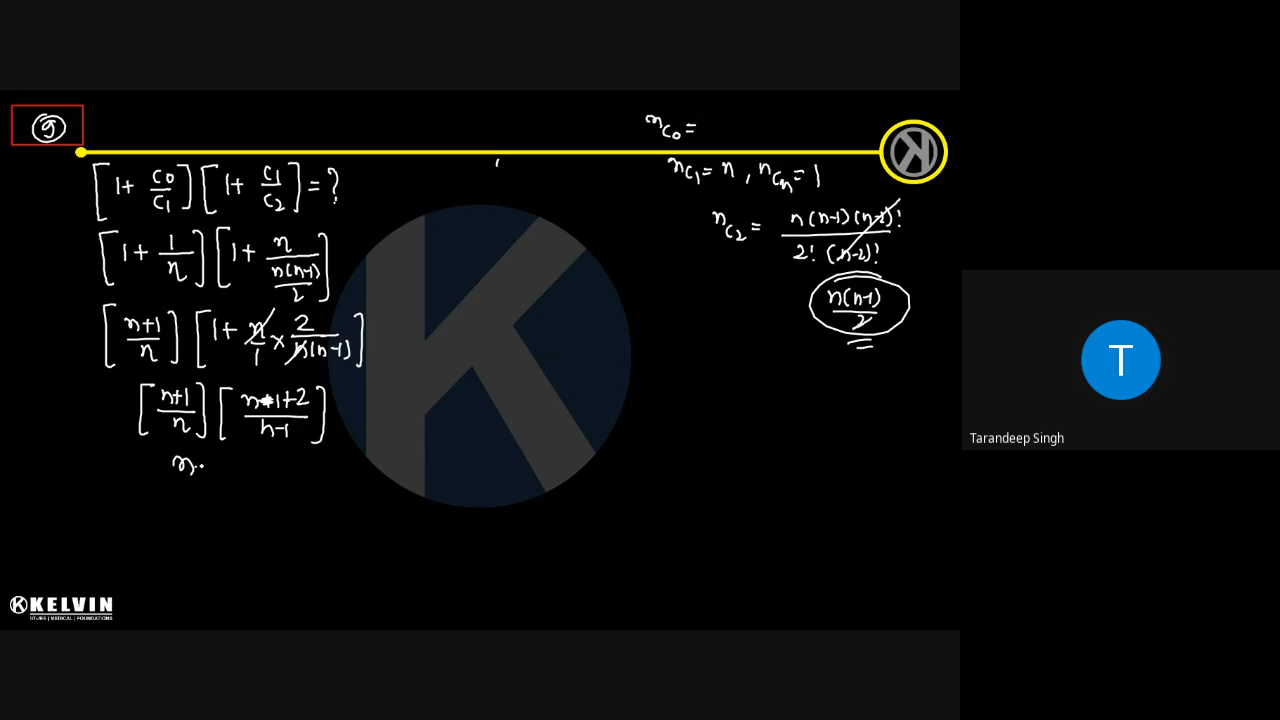 9
[1 + C0/C1] [1 + C1/C2] = ?
[1 + 1/n] [1 + n/(n(n-1)/2)]
[(n+1)/n] [1 + n/1 × 2/(n(n-1))]
[(n+1)/n] [(n-1+2)/(n-1)]
n
nC0 =
nC1 = n , nCn = 1
nC2 = n(n-1)(n-2)! / 2! (n-2)!
n(n-1)/2
KELVIN
IIT-JEE | MEDICAL | FOUNDATIONS
T
Tarandeep Singh